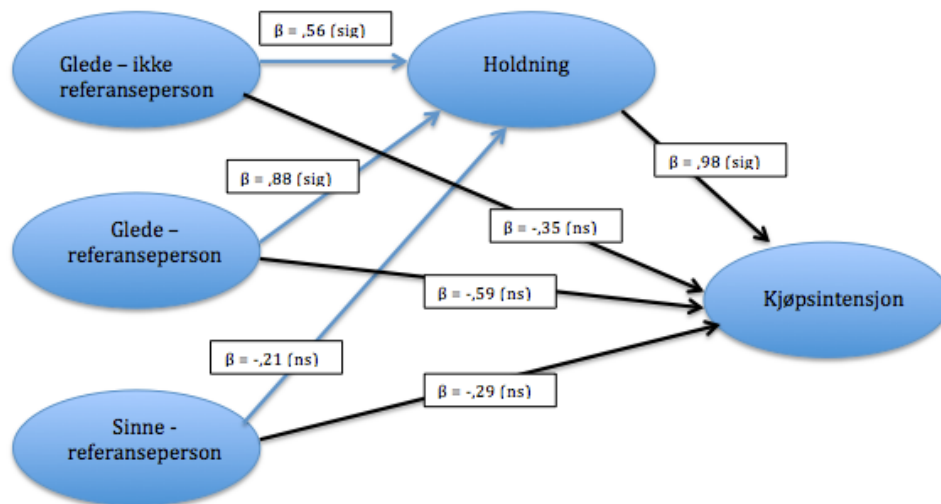 β = ,56 (sig)
Glede – ikke
referanseperson
Holdning
β = ,98 (sig)
β = ,88 (sig)
Glede –
referanseperson
β = -,35 (ns)
β = -,59 (ns)
Kjøpsintensjon
β = -,21 (ns)
β = -,29 (ns)
Sinne -
referanseperson